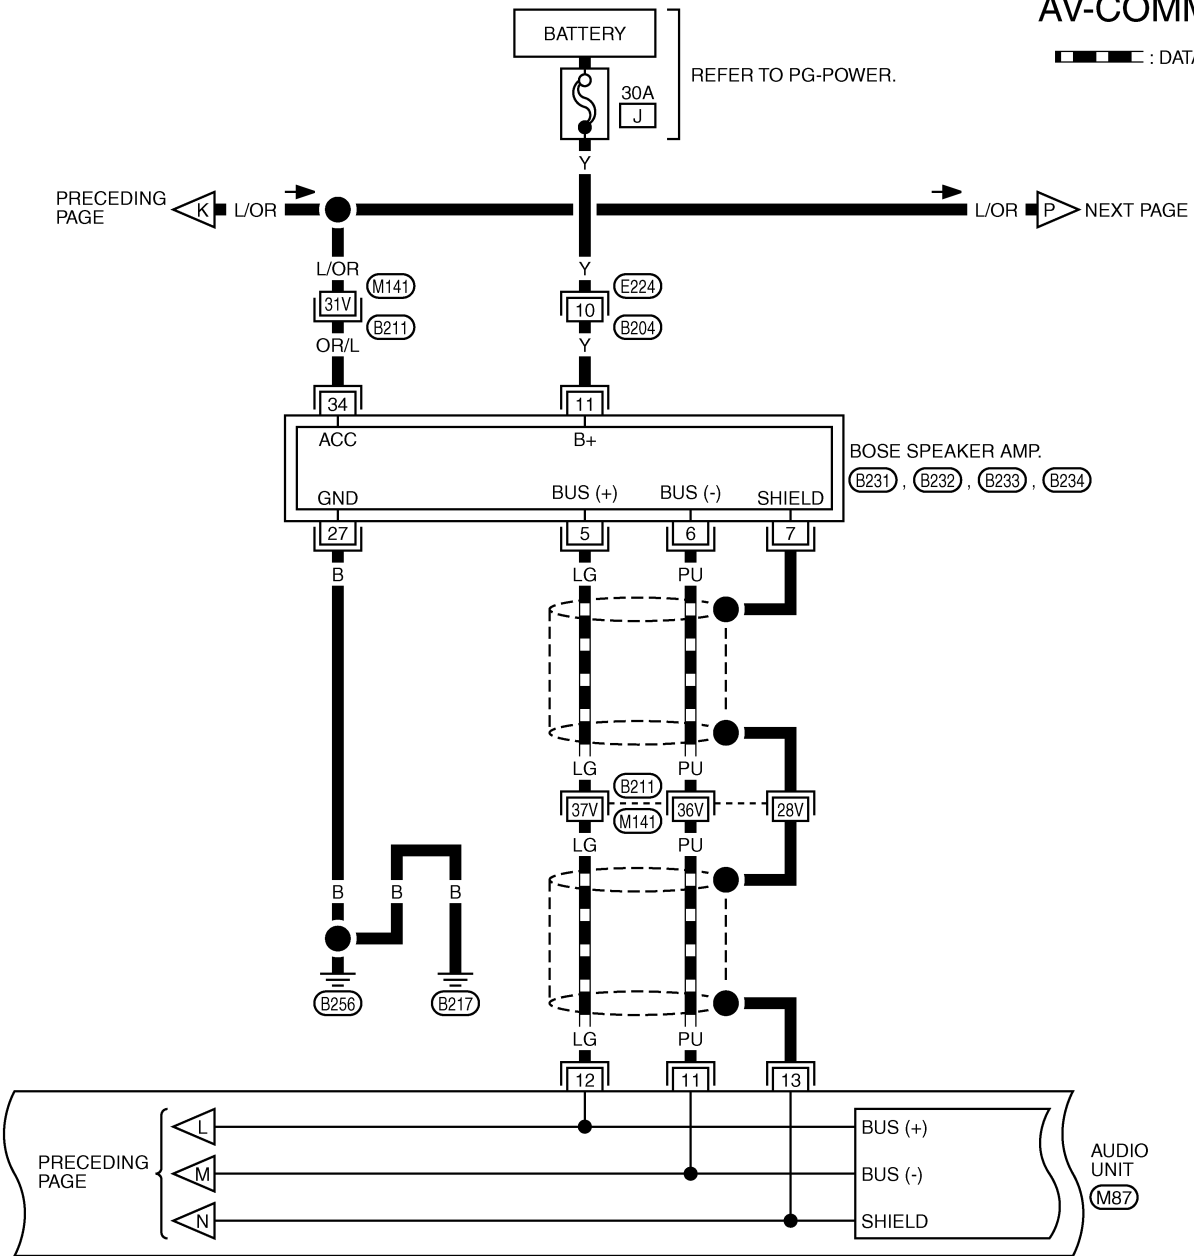 AV-COMM
BATTERY
: DATA
REFER TO PG-POWER.
30A
J
Y
PRECEDING
PAGE
K
L/OR
L/OR
P
NEXT PAGE
L/OR
Y
M141
E224
31V
10
B211
B204
OR/L
Y
34
11
ACC
B+
BOSE SPEAKER AMP.
B231 , B232 , B233 , B234
GND
BUS (+)
BUS (-)
SHIELD
27
5
6
7
B
LG
PU
LG
PU
B211
37V
36V
28V
M141
LG
PU
B
B
B
B256
B217
LG
PU
12
11
13
L
BUS (+)
PRECEDING
PAGE
M
BUS (-)
N
SHIELD
AUDIO
UNIT
M87